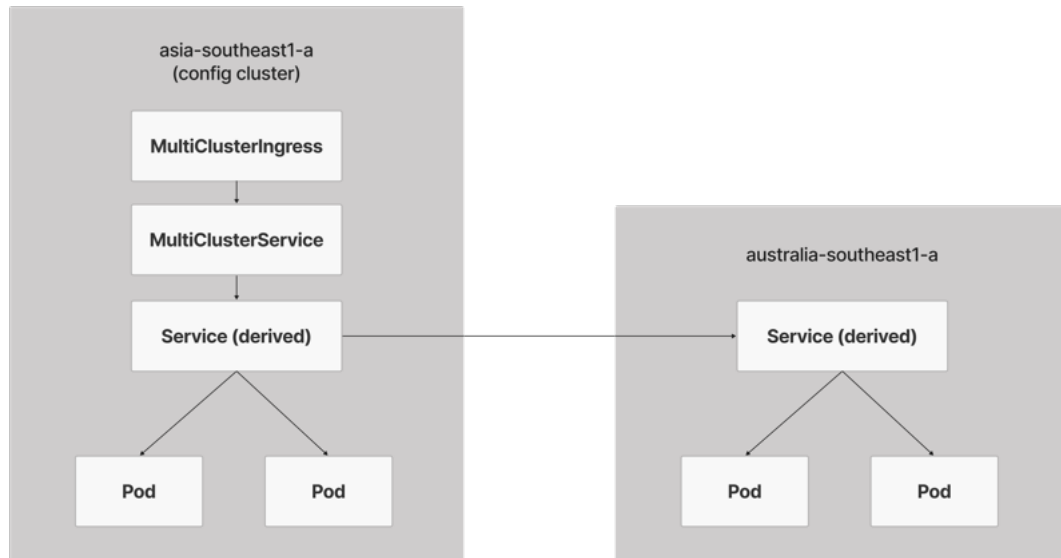 asia-southeast1-a
(config cluster)
MultiClusterIngress
MultiClusterService
Service (derived)
Pod
Pod
australia-southeast1-a
Service (derived)
Pod
Pod